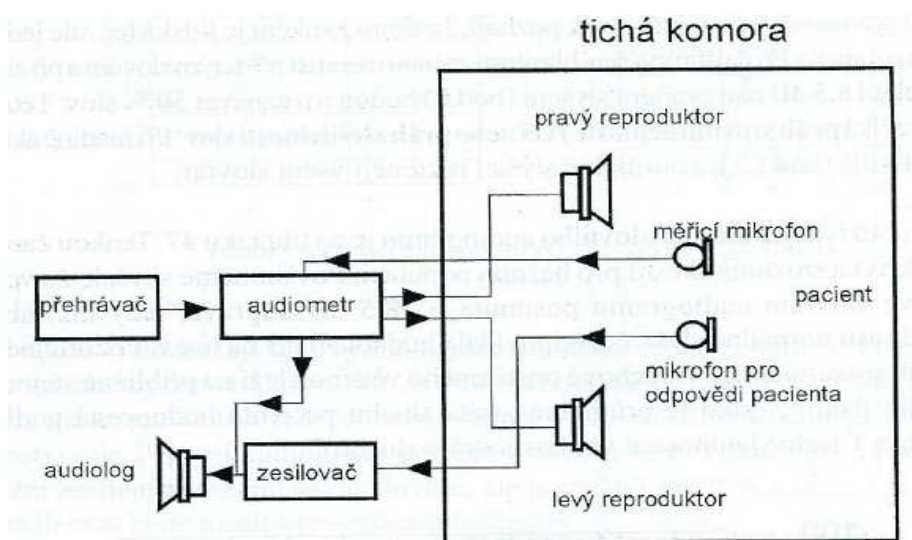 tichá komora
pravý reproduktor
měřicí mikrofon
přehrávač
audiometr
pacient
mikrofon pro
odpovědi pacienta
audiolog
zesilovač
levý reproduktor